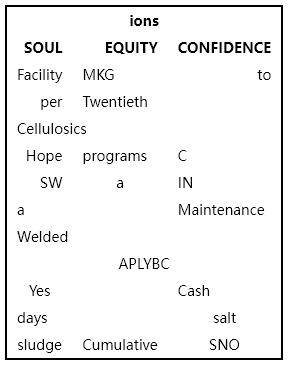 ions
SOUL EQUITY CONFIDENCE
Facility MKG to
per Twentieth
Cellulosics
Hope programs C
SW a IN
a Maintenance
Welded
APLYBC
Yes Cash
days salt
sludge Cumulative SNO